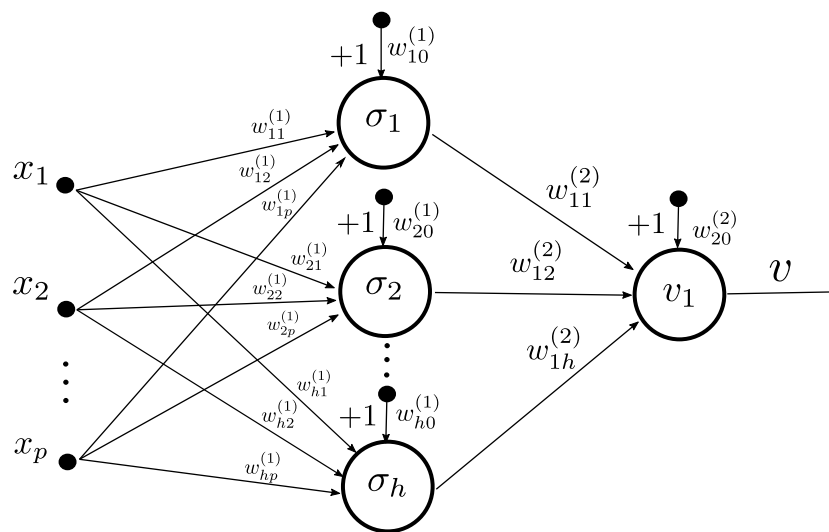 +1 w_{10}^{(1)}
σ_1
w_{11}^{(1)}
x_1
w_{12}^{(1)}
w_{1p}^{(1)}
+1 w_{20}^{(1)}
w_{11}^{(2)}
+1 w_{20}^{(2)}
w_{21}^{(1)}
w_{12}^{(2)}
v
x_2
w_{22}^{(1)}
σ_2
v_1
w_{2p}^{(1)}
w_{1h}^{(2)}
w_{h1}^{(1)}
w_{h2}^{(1)}
+1 w_{h0}^{(1)}
x_p
w_{hp}^{(1)}
σ_h